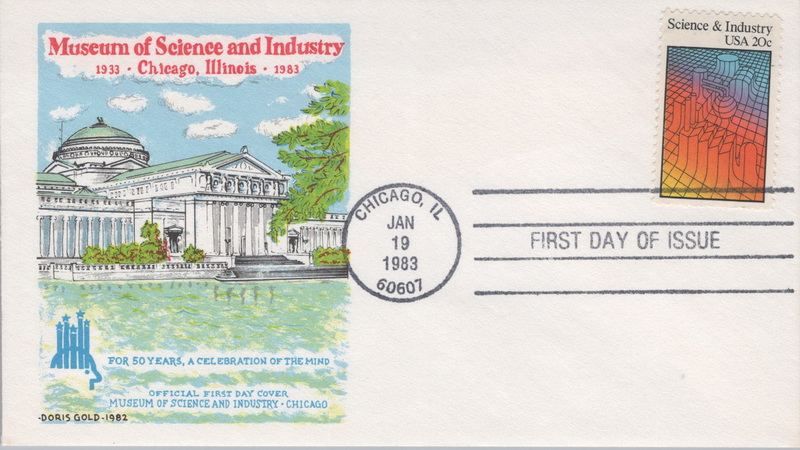 Museum of Science and Industry
1933 · Chicago, Illinois · 1983
FOR 50 YEARS, A CELEBRATION OF THE MIND
OFFICIAL FIRST DAY COVER
MUSEUM OF SCIENCE AND INDUSTRY · CHICAGO
·DORIS GOLD·1982
CHICAGO, IL
JAN
19
1983
60607
Science & Industry
USA 20c
FIRST DAY OF ISSUE